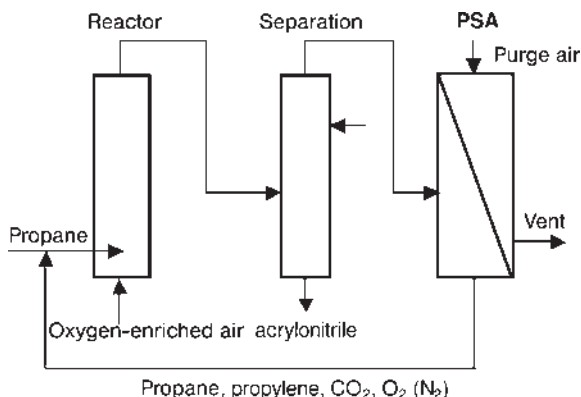 Reactor
Separation
PSA
Purge air
Propane
Vent
Oxygen-enriched air
acrylonitrile
Propane, propylene, CO₂, O₂ (N₂)